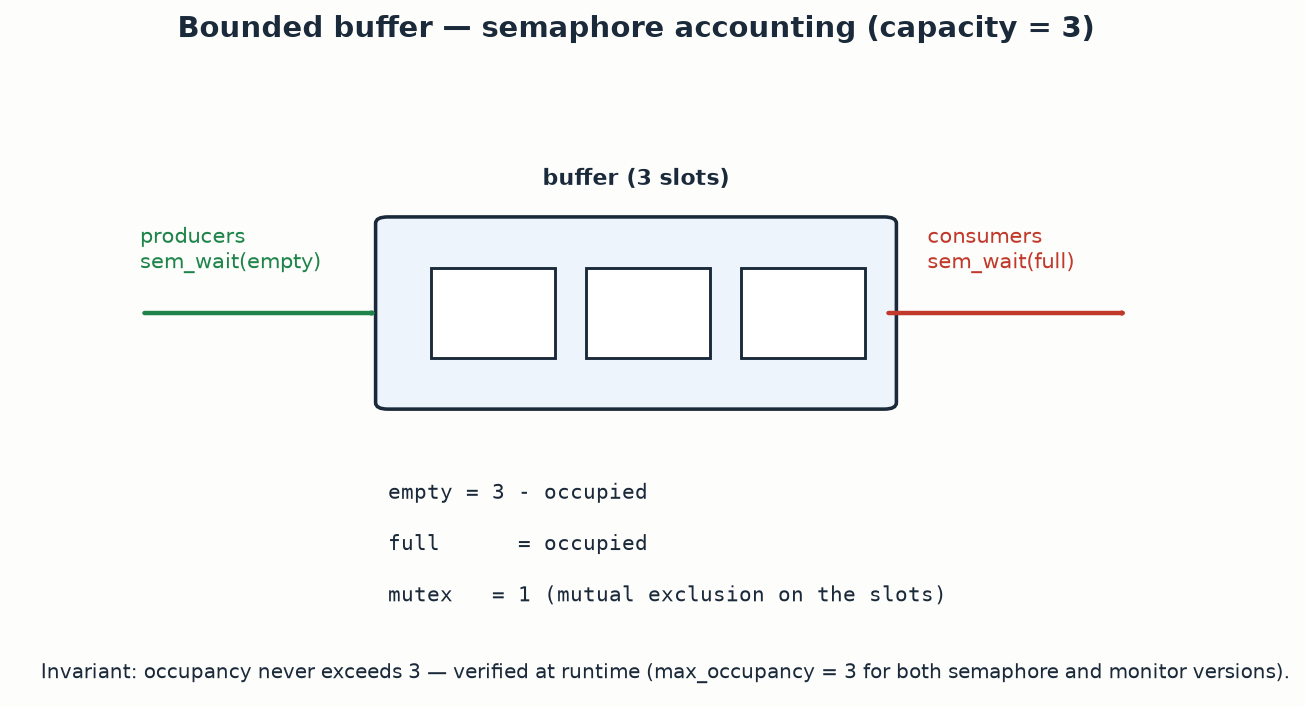 Bounded buffer — semaphore accounting (capacity = 3)
buffer (3 slots)
producers
sem_wait(empty)
consumers
sem_wait(full)
empty = 3 - occupied
full      = occupied
mutex   = 1 (mutual exclusion on the slots)
Invariant: occupancy never exceeds 3 — verified at runtime (max_occupancy = 3 for both semaphore and monitor versions).